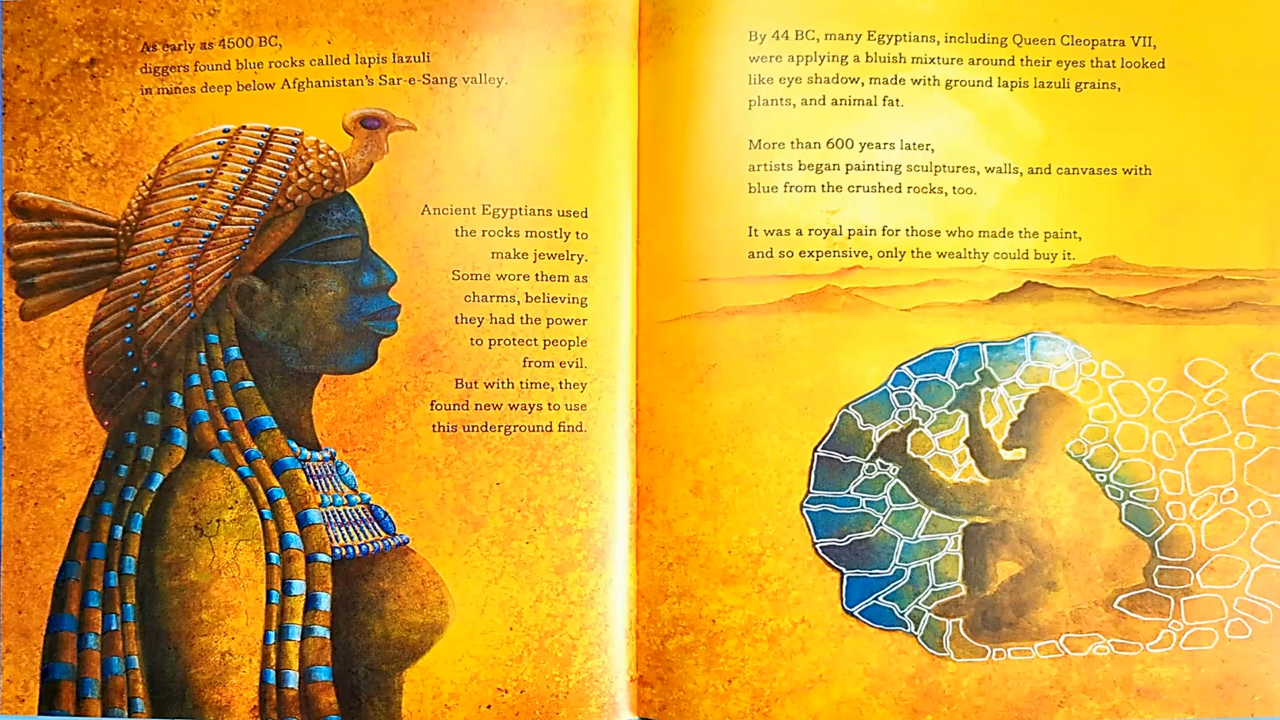 As early as 4500 BC,
diggers found blue rocks called lapis lazuli
in mines deep below Afghanistan's Sar-e-Sang valley.
Ancient Egyptians used
the rocks mostly to
make jewelry.
Some wore them as
charms, believing
they had the power
to protect people
from evil.
But with time, they
found new ways to use
this underground find.
By 44 BC, many Egyptians, including Queen Cleopatra VII,
were applying a bluish mixture around their eyes that looked
like eye shadow, made with ground lapis lazuli grains,
plants, and animal fat.
More than 600 years later,
artists began painting sculptures, walls, and canvases with
blue from the crushed rocks, too.
It was a royal pain for those who made the paint,
and so expensive, only the wealthy could buy it.